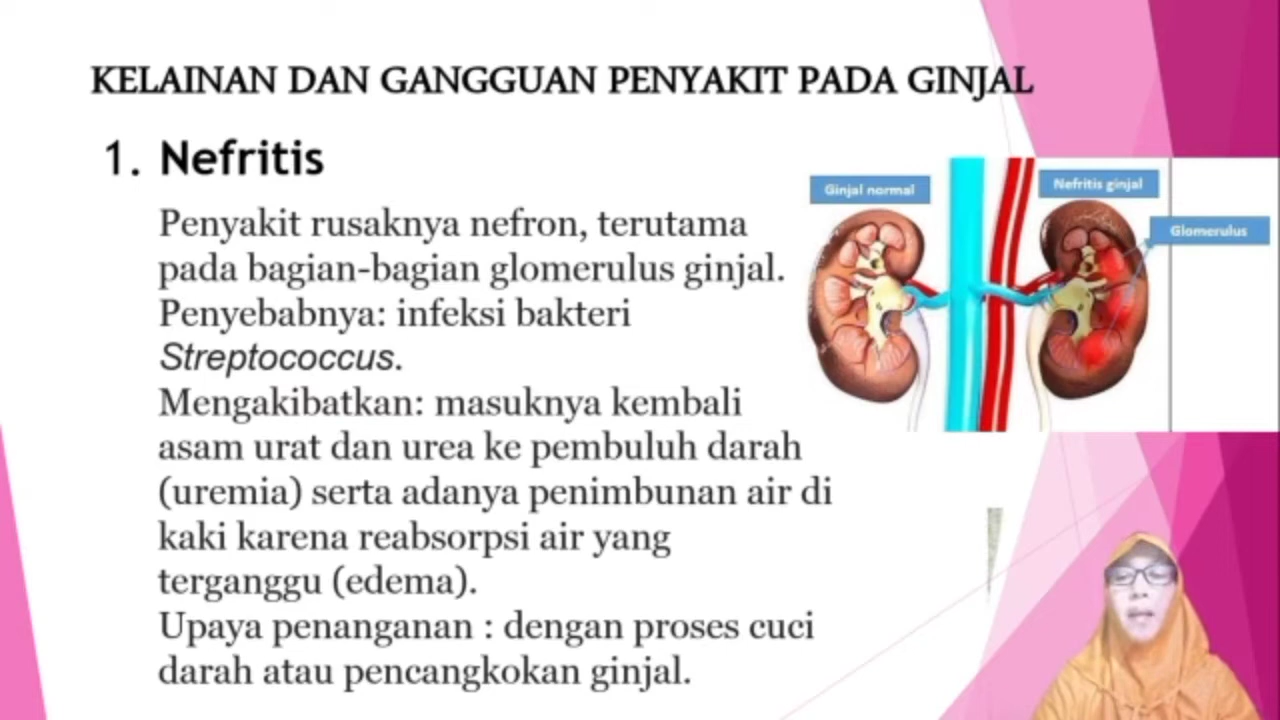 KELAINAN DAN GANGGUAN PENYAKIT PADA GINJAL
1. Nefritis
Penyakit rusaknya nefron, terutama
pada bagian-bagian glomerulus ginjal.
Penyebabnya: infeksi bakteri
Streptococcus.
Mengakibatkan: masuknya kembali
asam urat dan urea ke pembuluh darah
(uremia) serta adanya penimbunan air di
kaki karena reabsorpsi air yang
terganggu (edema).
Upaya penanganan : dengan proses cuci
darah atau pencangkokan ginjal.
Ginjal normal
Nefritis ginjal
Glomerulus